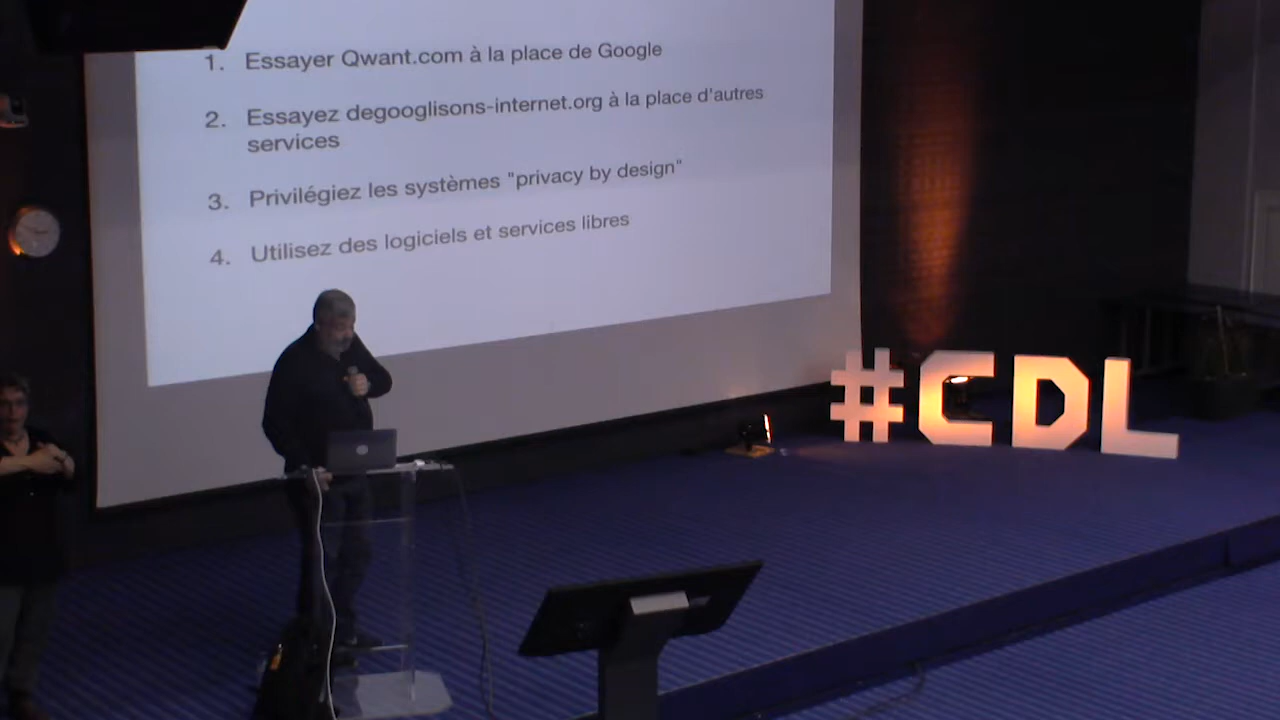 1. Essayer Qwant.com à la place de Google
2. Essayez degooglisons-internet.org à la place d'autres
services
3. Privilégiez les systèmes "privacy by design"
4. Utilisez des logiciels et services libres
#CDL